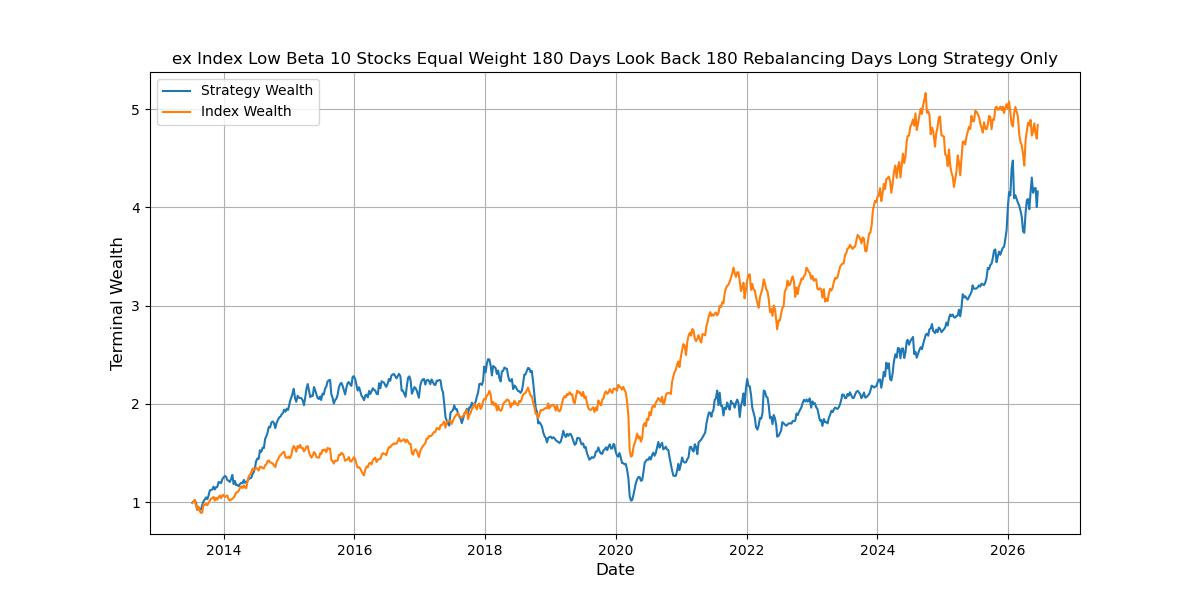 ex Index Low Beta 10 Stocks Equal Weight 180 Days Look Back 180 Rebalancing Days Long Strategy Only
Strategy Wealth
Index Wealth
Terminal Wealth
5
4
3
2
1
2014 2016 2018 2020 2022 2024 2026
Date